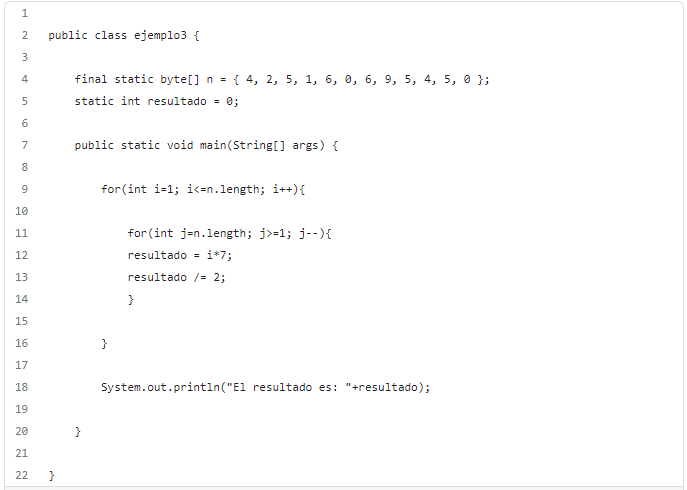 1
2 public class ejemplo3 {
3
4 final static byte[] n = { 4, 2, 5, 1, 6, 0, 6, 9, 5, 4, 5, 0 };
5 static int resultado = 0;
6
7 public static void main(String[] args) {
8
9 for(int i=1; i<=n.length; i++){
10
11 for(int j=n.length; j>=1; j--){
12 resultado = i*7;
13 resultado /= 2;
14 }
15
16 }
17
18 System.out.println("El resultado es: "+resultado);
19
20 }
21
22 }